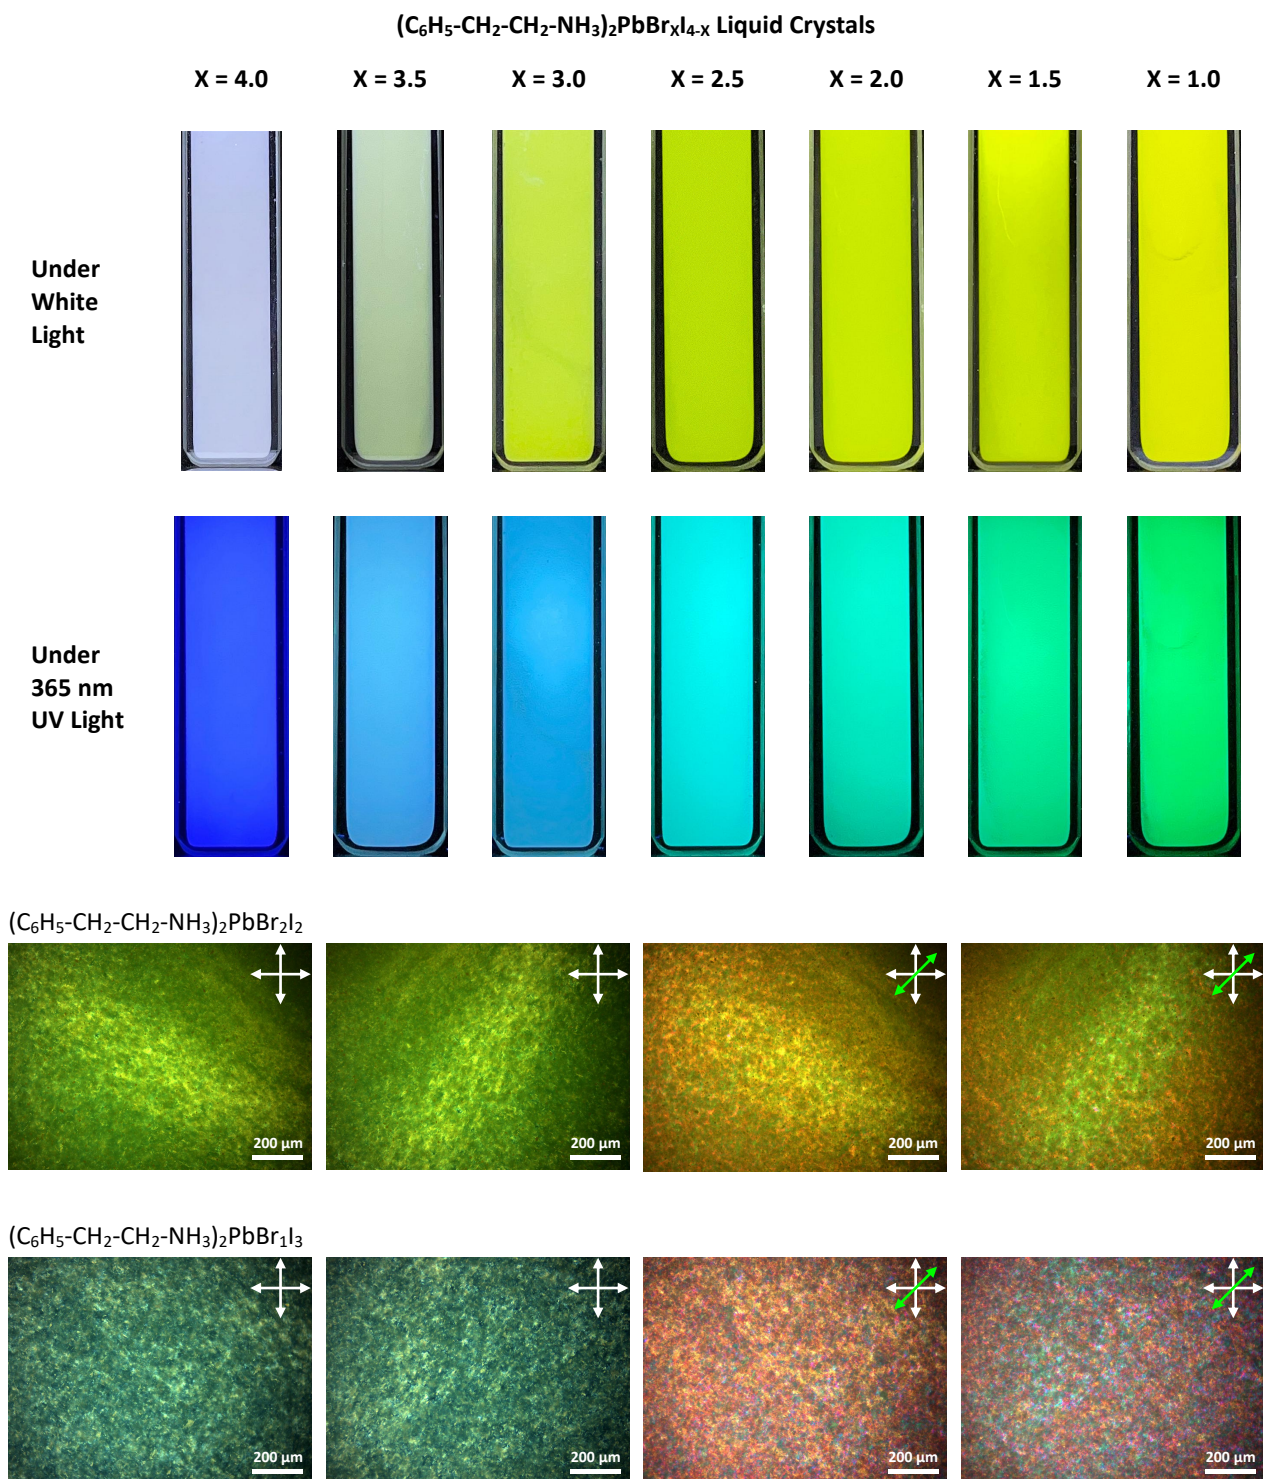 (C₆H₅-CH₂-CH₂-NH₃)₂PbBrₓI₄₋ₓ Liquid Crystals
X = 4.0 X = 3.5 X = 3.0 X = 2.5 X = 2.0 X = 1.5 X = 1.0
Under
White
Light
Under
365 nm
UV Light
(C₆H₅-CH₂-CH₂-NH₃)₂PbBr₂I₂
200 µm 200 µm 200 µm 200 µm
(C₆H₅-CH₂-CH₂-NH₃)₂PbBr₁I₃
200 µm 200 µm 200 µm 200 µm